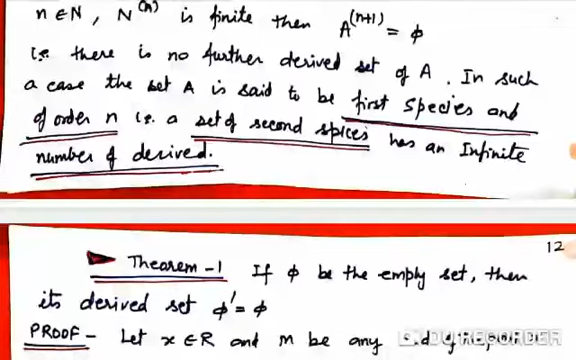 n ∈ N, N⁽ⁿ⁾ is finite then A⁽ⁿ⁺¹⁾ = ϕ
i.e there is no further derived set of A. In such
a case the set A is said to be first Species and
of order n i.e. a set of second spices has an Infinite
number of derived.
12
Theorem-1 If ϕ be the empty set, then
its derived set ϕ' = ϕ
PROOF - Let x ∈ R and M be any
DU RECORDER